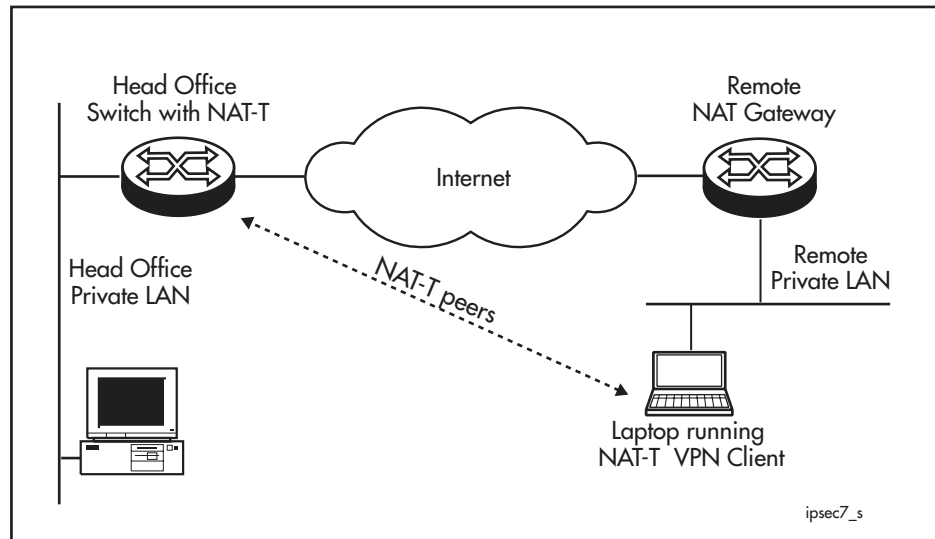 Head Office
Switch with NAT-T
Remote
NAT Gateway
Internet
Head Office
Private LAN
NAT-T peers
Remote
Private LAN
Laptop running
NAT-T VPN Client
ipsec7_s